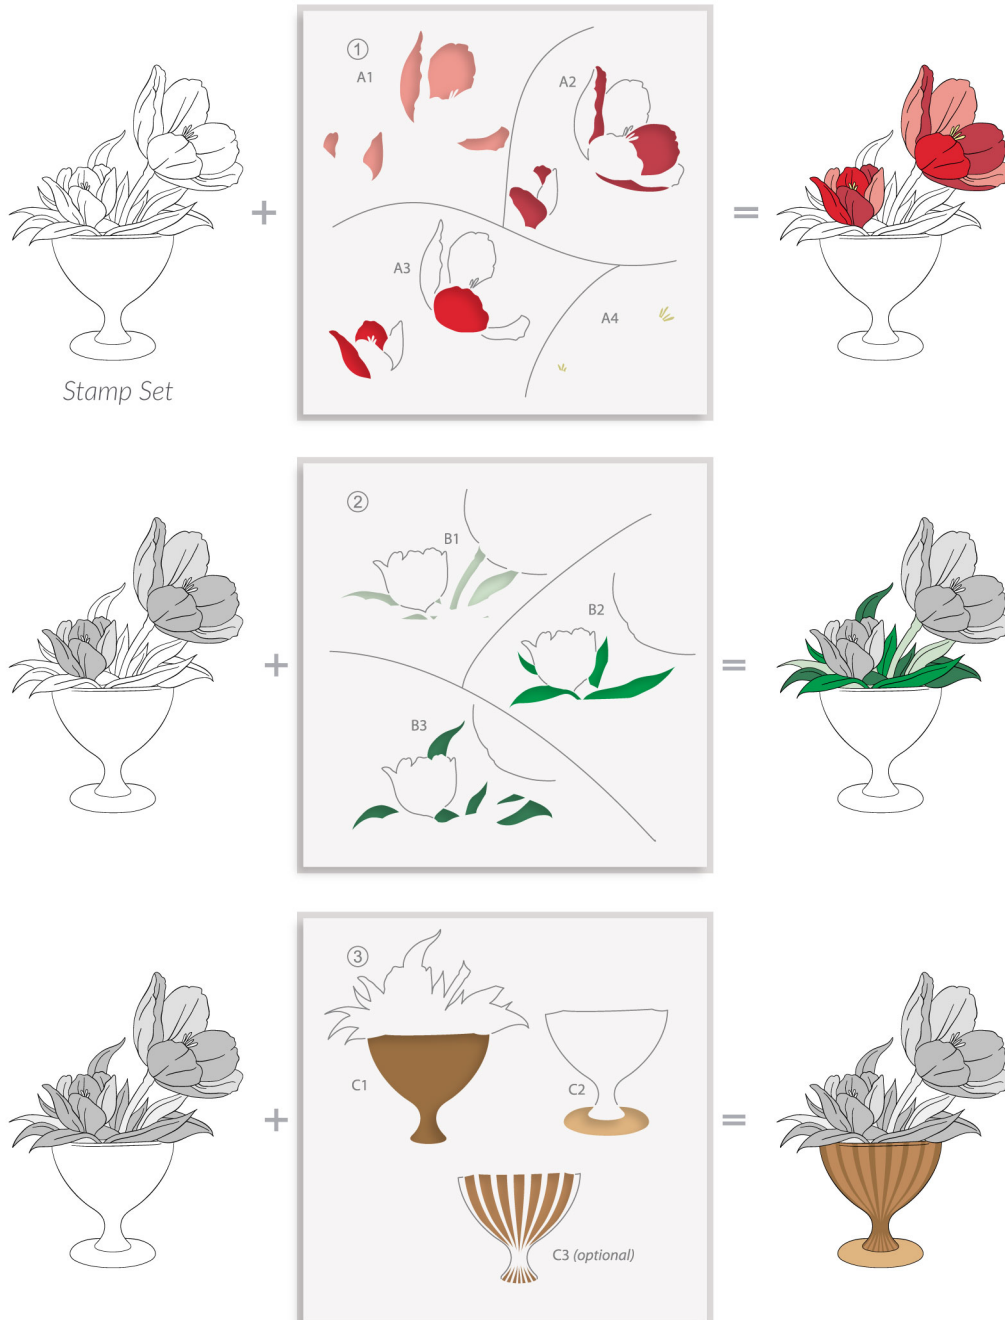 ①
A1
A2
+
=
A3
A4
Stamp Set
②
B1
B2
+
=
B3
③
C1
C2
+
=
C3 (optional)